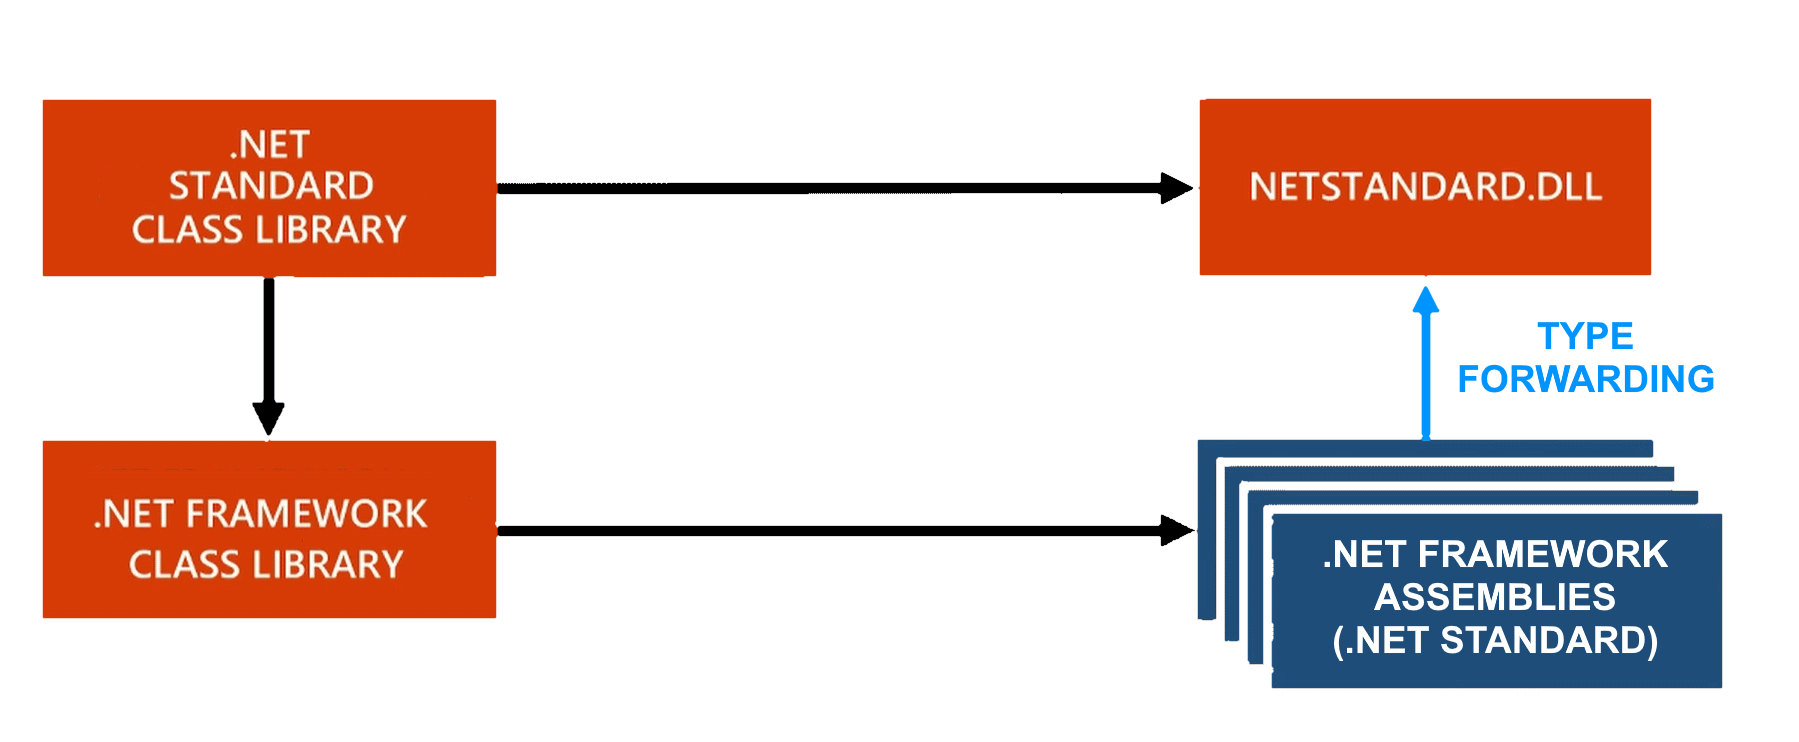 .NET
STANDARD
CLASS LIBRARY
NETSTANDARD.DLL
TYPE
FORWARDING
.NET FRAMEWORK
CLASS LIBRARY
.NET FRAMEWORK
ASSEMBLIES
(.NET STANDARD)